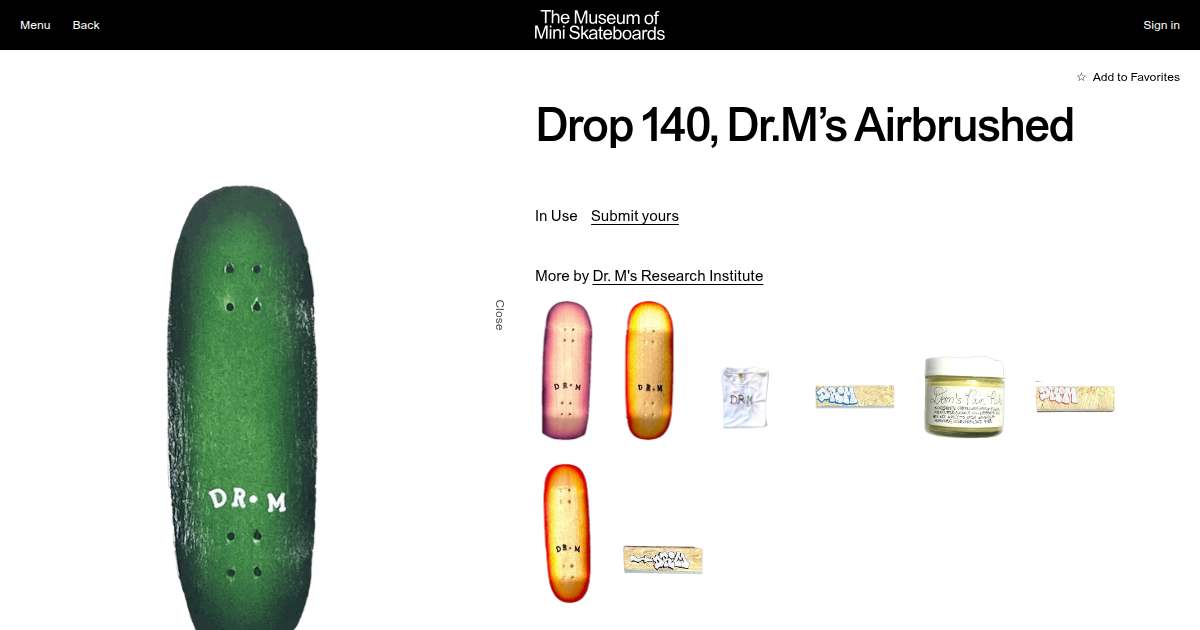 Menu
Back
The Museum of
Mini Skateboards
Sign in
☆ Add to Favorites
Drop 140, Dr.M’s Airbrushed
In Use
Submit yours
More by Dr. M's Research Institute
Close
DR•M
DR•M
DR•M
DRM
DR•M